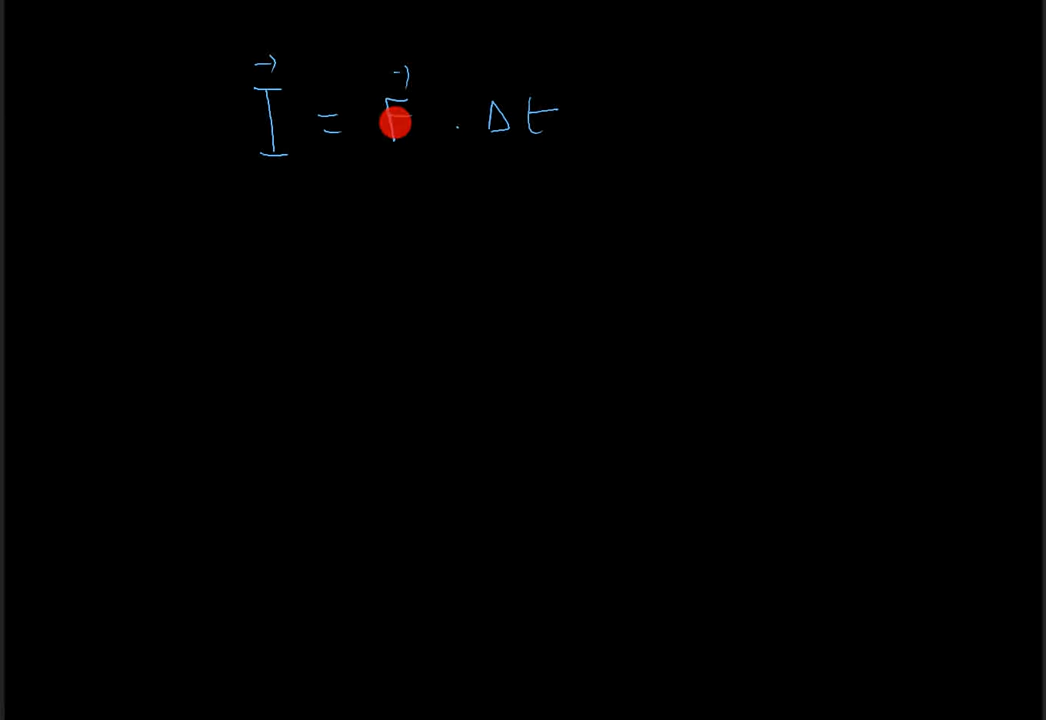 I⃗ = F⃗ . Δt